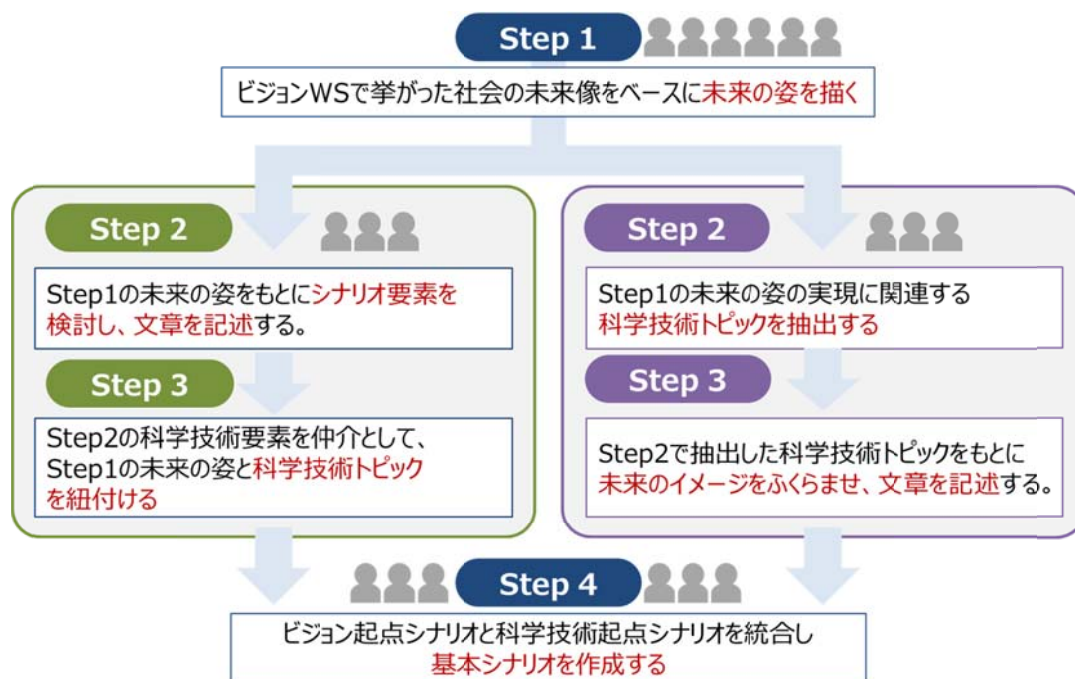 Step 1
ビジョンWSで挙がった社会の未来像をベースに未来の姿を描く
Step 2
Step1の未来の姿をもとにシナリオ要素を
検討し、文章を記述する。
Step 3
Step2の科学技術要素を仲介として、
Step1の未来の姿と科学技術トピック
を紐付ける
Step 2
Step1の未来の姿の実現に関連する
科学技術トピックを抽出する
Step 3
Step2で抽出した科学技術トピックをもとに
未来のイメージをふくらませ、文章を記述する。
Step 4
ビジョン起点シナリオと科学技術起点シナリオを統合し
基本シナリオを作成する